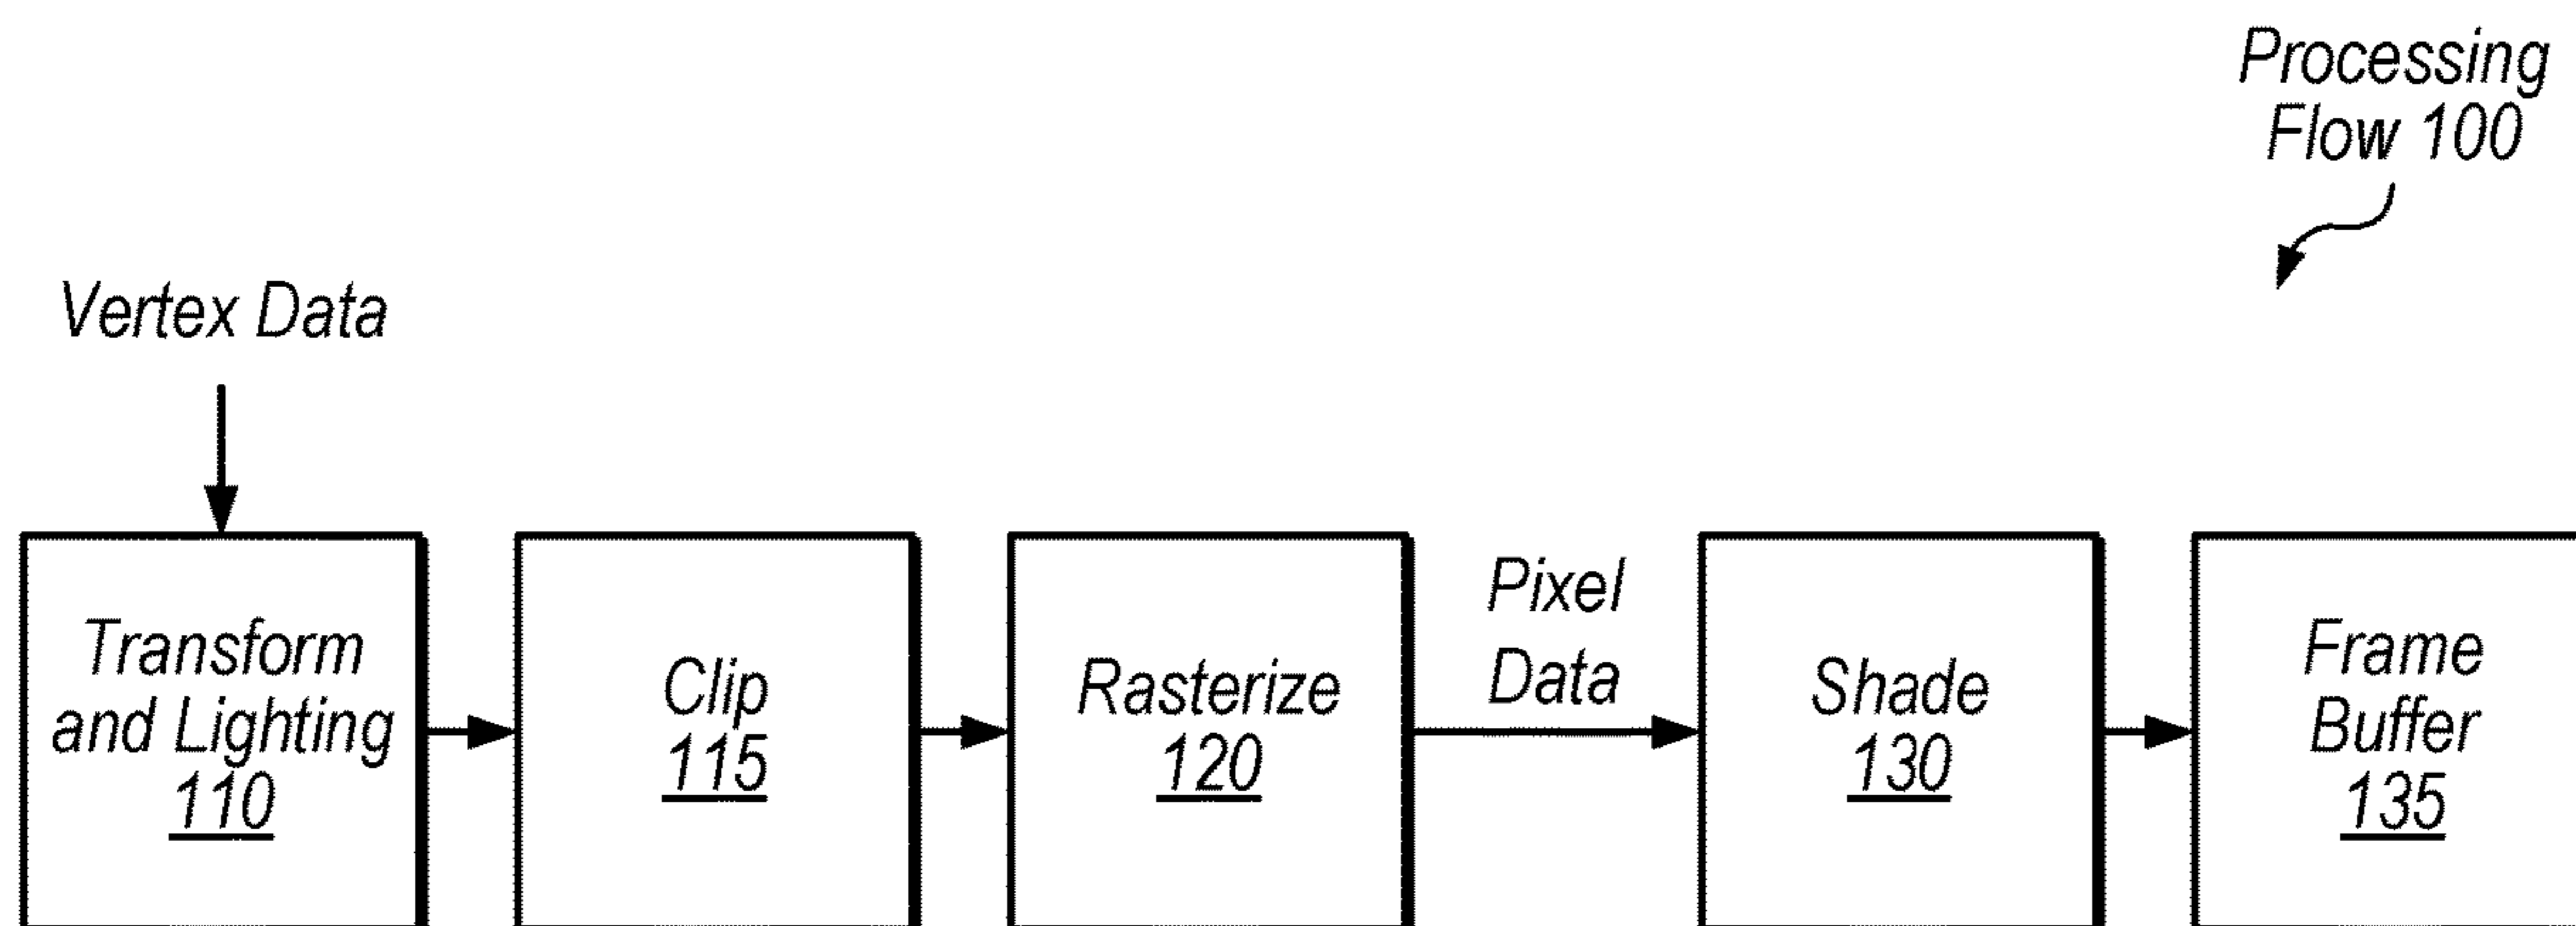 Processing
Flow 100
Vertex Data
Transform
and Lighting
110
Clip
115
Rasterize
120
Pixel
Data
Shade
130
Frame
Buffer
135